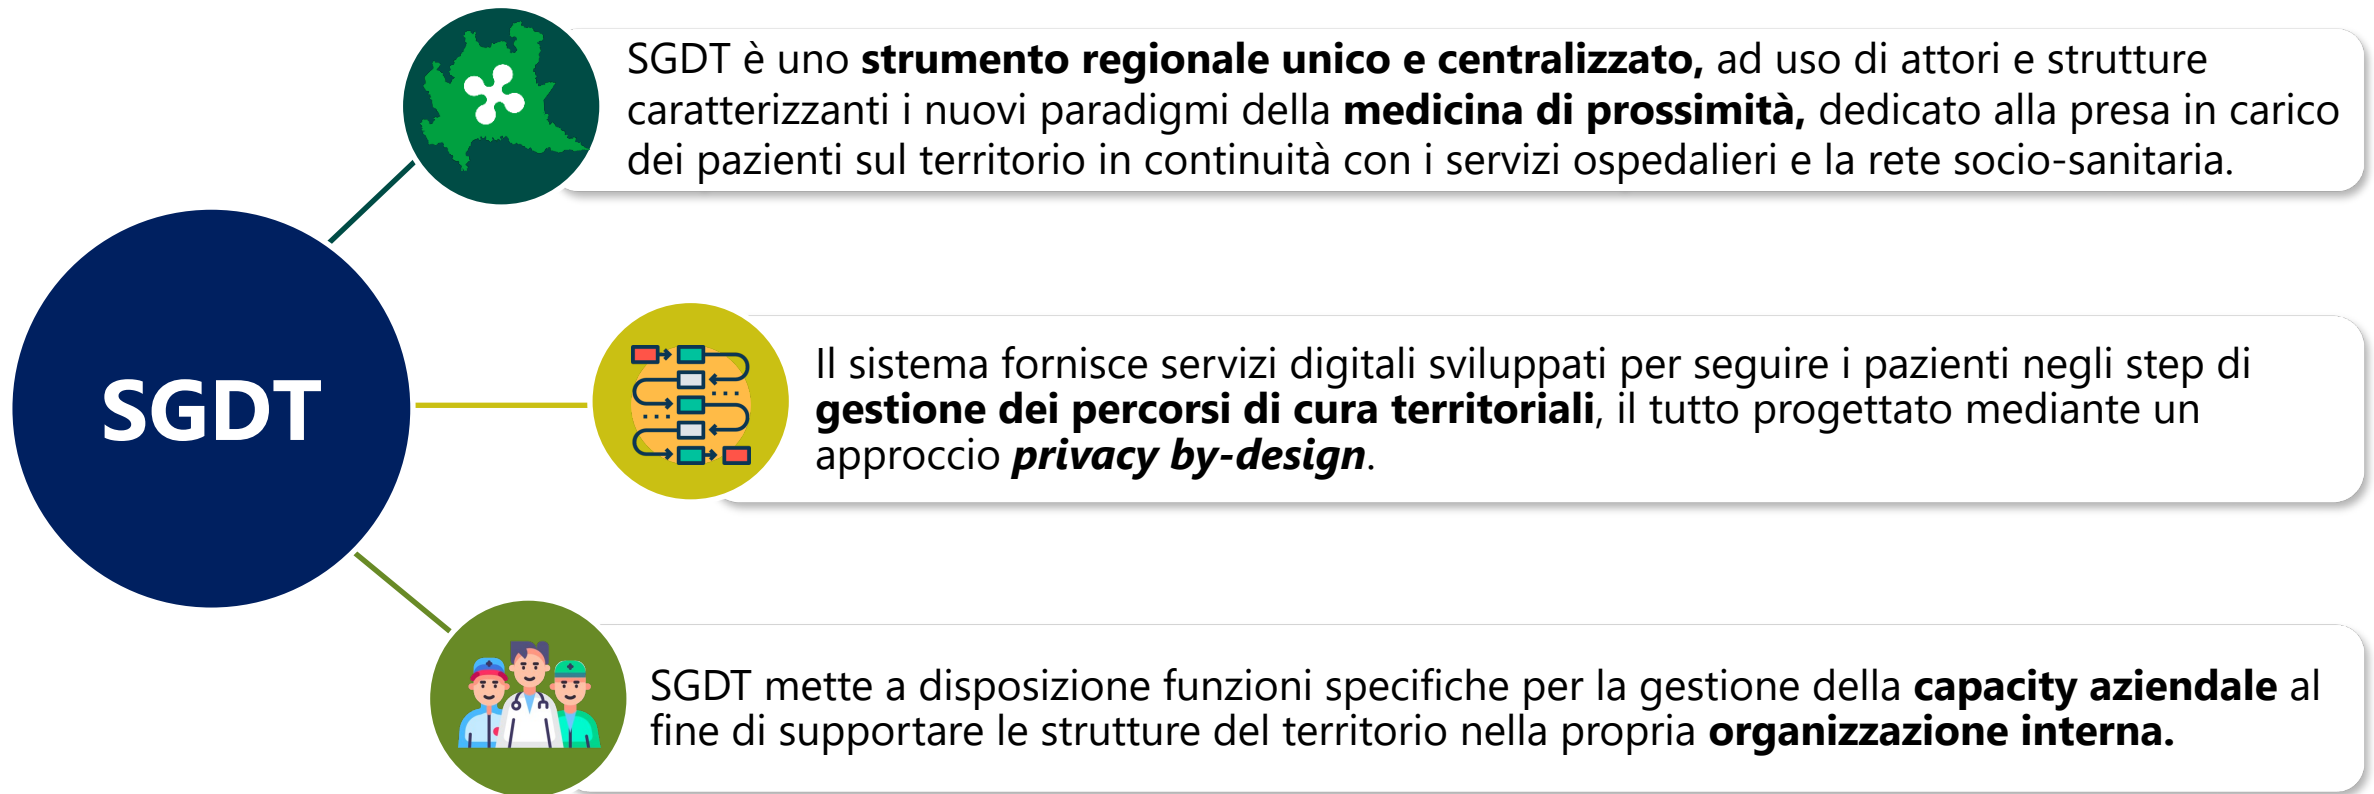 SGDT è uno strumento regionale unico e centralizzato, ad uso di attori e strutture
caratterizzanti i nuovi paradigmi della medicina di prossimità, dedicato alla presa in carico
dei pazienti sul territorio in continuità con i servizi ospedalieri e la rete socio-sanitaria.
SGDT
Il sistema fornisce servizi digitali sviluppati per seguire i pazienti negli step di
gestione dei percorsi di cura territoriali, il tutto progettato mediante un
approccio privacy by-design.
SGDT mette a disposizione funzioni specifiche per la gestione della capacity aziendale al
fine di supportare le strutture del territorio nella propria organizzazione interna.